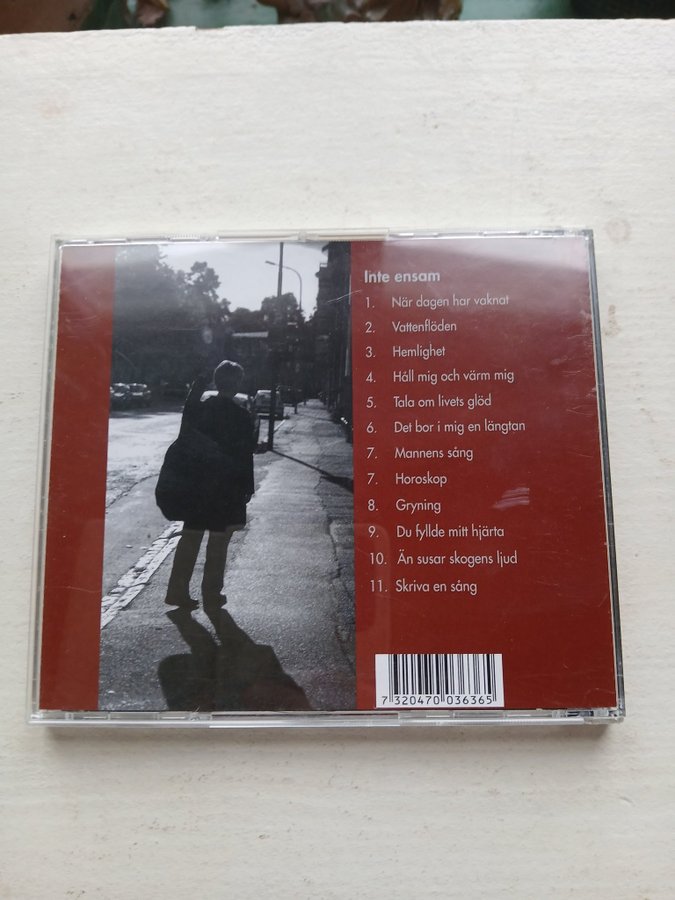 Inte ensam
1. När dagen har vaknat
2. Vattenflöden
3. Hemlighet
4. Håll mig och värm mig
5. Tala om livets glöd
6. Det bor i mig en längtan
7. Mannens sång
7. Horoskop
8. Gryning
9. Du fyllde mitt hjärta
10. Än susar skogens ljud
11. Skriva en sång
7 320470 036365